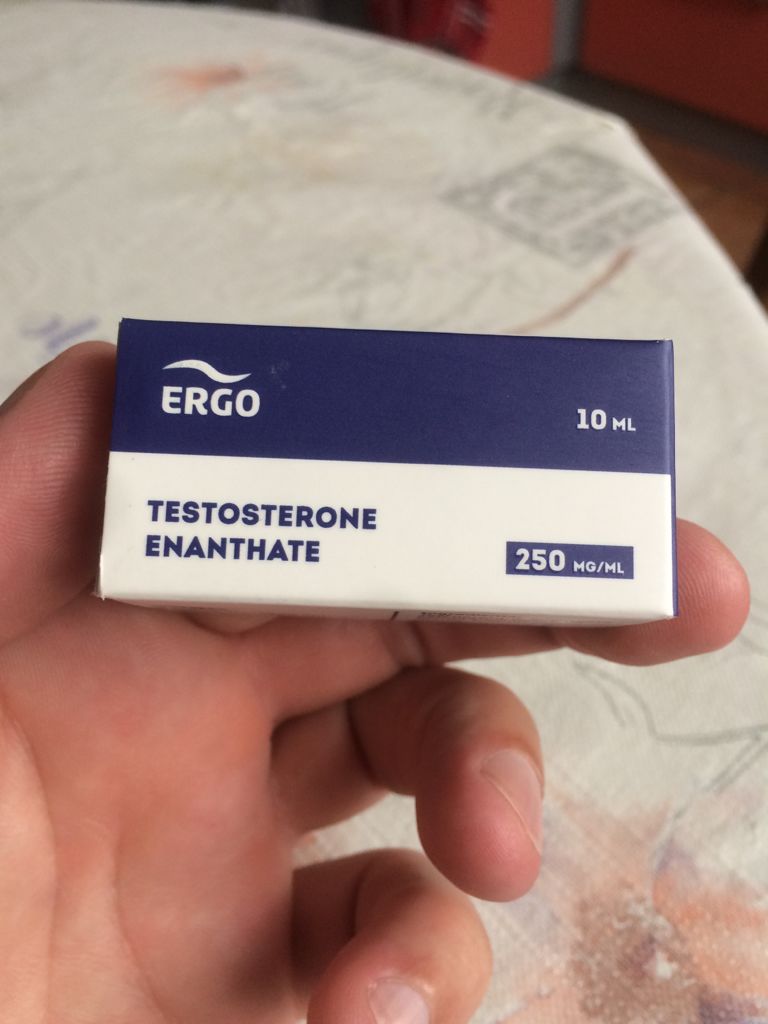 ERGO
10 ML
TESTOSTERONE
ENANTHATE
250 MG/ML